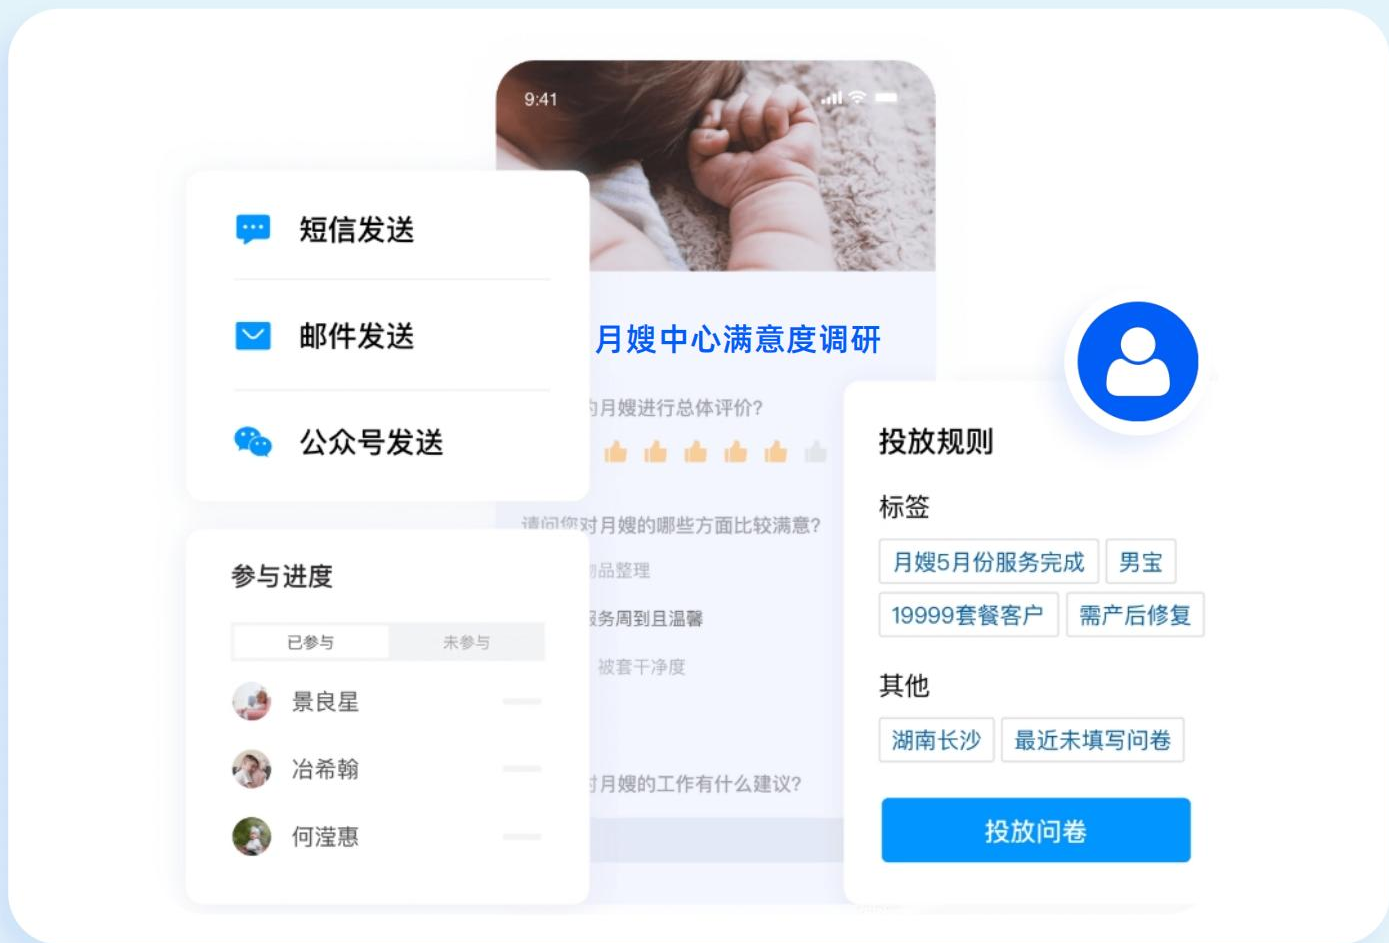 9:41
短信发送
邮件发送
公众号发送
月嫂中心满意度调研
月嫂进行总体评价?
请问您对月嫂的哪些方面比较满意?
物品整理
服务周到且温馨
被套干净度
对月嫂的工作有什么建议?
参与进度
已参与 未参与
景良星
冶希翰
何滢惠
投放规则
标签
月嫂5月份服务完成 男宝
19999套餐客户 需产后修复
其他
湖南长沙 最近未填写问卷
投放问卷